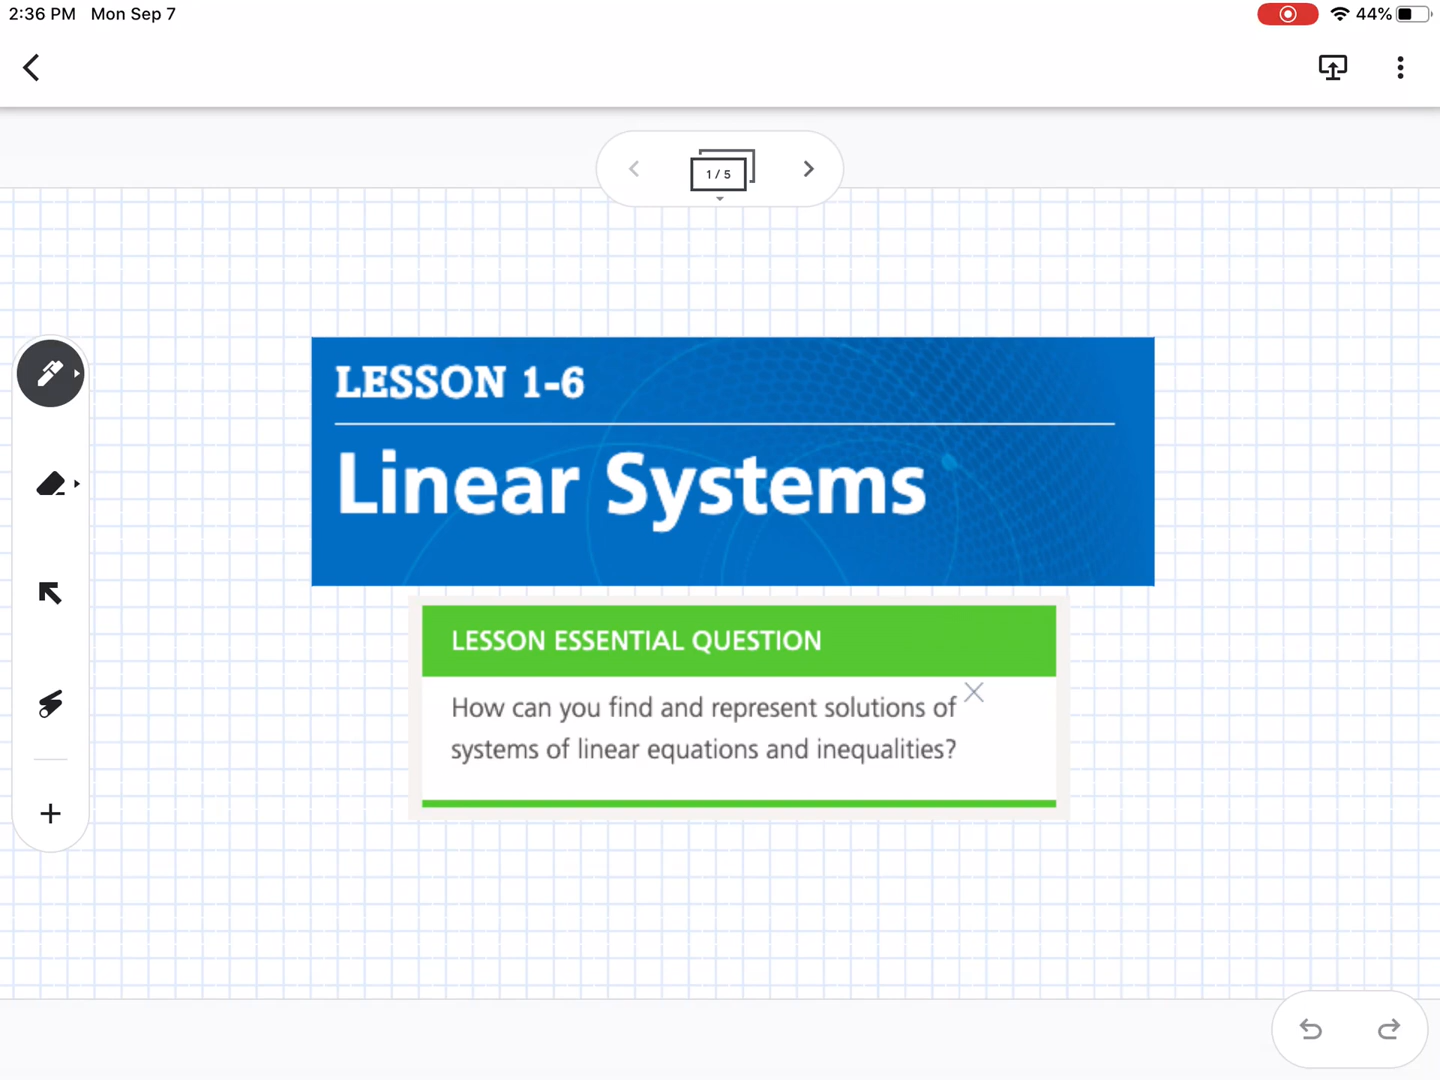 2:36 PM Mon Sep 7
44%
1 / 5
LESSON 1-6
Linear Systems
LESSON ESSENTIAL QUESTION
How can you find and represent solutions of
systems of linear equations and inequalities?